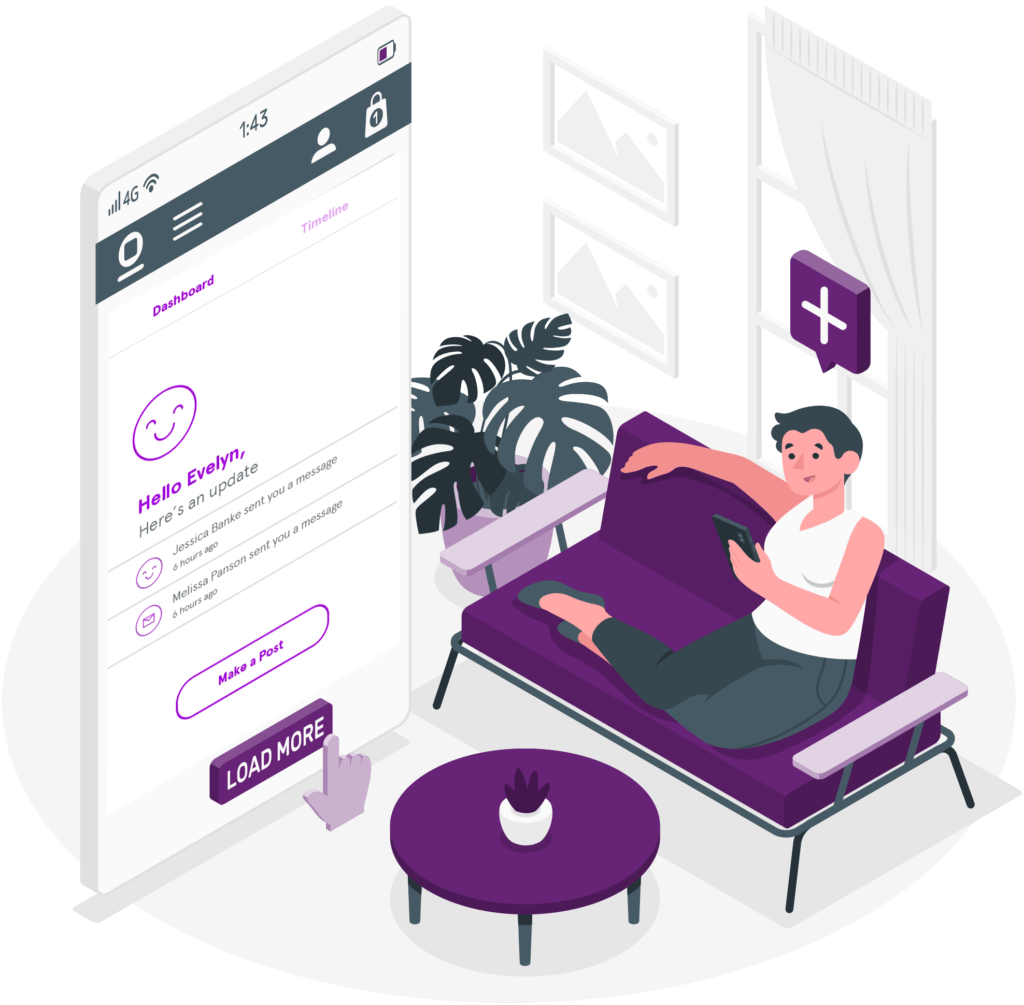 4G
1:43
1
Dashboard
Timeline
Hello Evelyn,
Here's an update
Jessica Banke sent you a message
6 hours ago
Melissa Panson sent you a message
6 hours ago
Make a Post
LOAD MORE